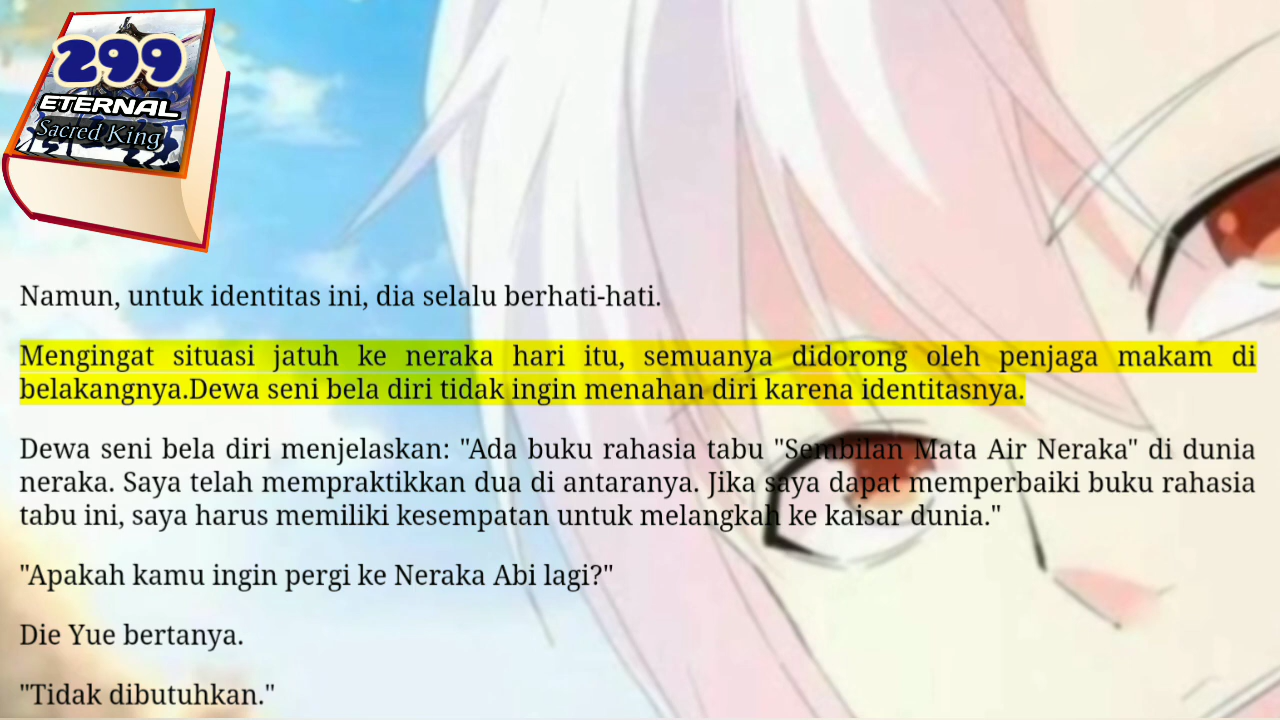 299
ETERNAL
Sacred King
Namun, untuk identitas ini, dia selalu berhati-hati.
Mengingat situasi jatuh ke neraka hari itu, semuanya didorong oleh penjaga makam di
belakangnya.Dewa seni bela diri tidak ingin menahan diri karena identitasnya.
Dewa seni bela diri menjelaskan: "Ada buku rahasia tabu "Sembilan Mata Air Neraka" di dunia
neraka. Saya telah mempraktikkan dua di antaranya. Jika saya dapat memperbaiki buku rahasia
tabu ini, saya harus memiliki kesempatan untuk melangkah ke kaisar dunia."
"Apakah kamu ingin pergi ke Neraka Abi lagi?"
Die Yue bertanya.
"Tidak dibutuhkan."